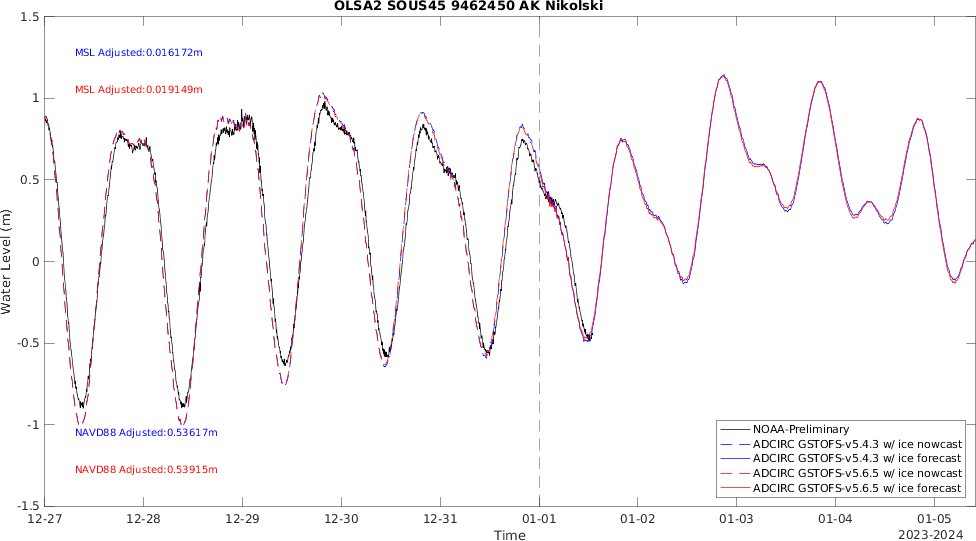 OLSA2 SOUS45 9462450 AK Nikolski
MSL Adjusted:0.016172m
MSL Adjusted:0.019149m
NAVD88 Adjusted:0.53617m
NAVD88 Adjusted:0.53915m
Water Level (m)
1.5
1
0.5
0
-0.5
-1
-1.5
NOAA-Preliminary
ADCIRC GSTOFS-v5.4.3 w/ ice nowcast
ADCIRC GSTOFS-v5.4.3 w/ ice forecast
ADCIRC GSTOFS-v5.6.5 w/ ice nowcast
ADCIRC GSTOFS-v5.6.5 w/ ice forecast
12-27 12-28 12-29 12-30 12-31 01-01 01-02 01-03 01-04 01-05
Time
2023-2024